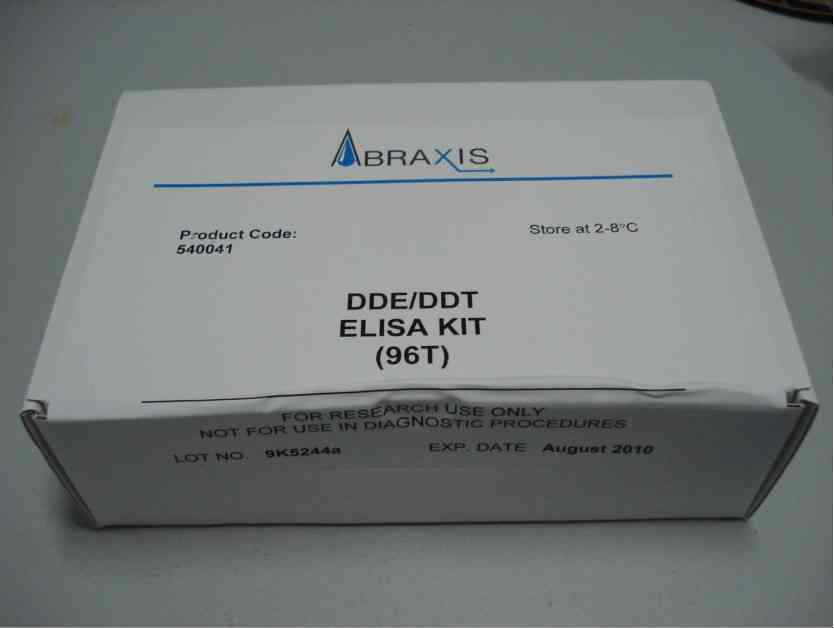 ABRAXIS
Product Code:
540041
Store at 2-8°C
DDE/DDT
ELISA KIT
(96T)
FOR RESEARCH USE ONLY
NOT FOR USE IN DIAGNOSTIC PROCEDURES
LOT NO. 9K5244a
EXP. DATE August 2010